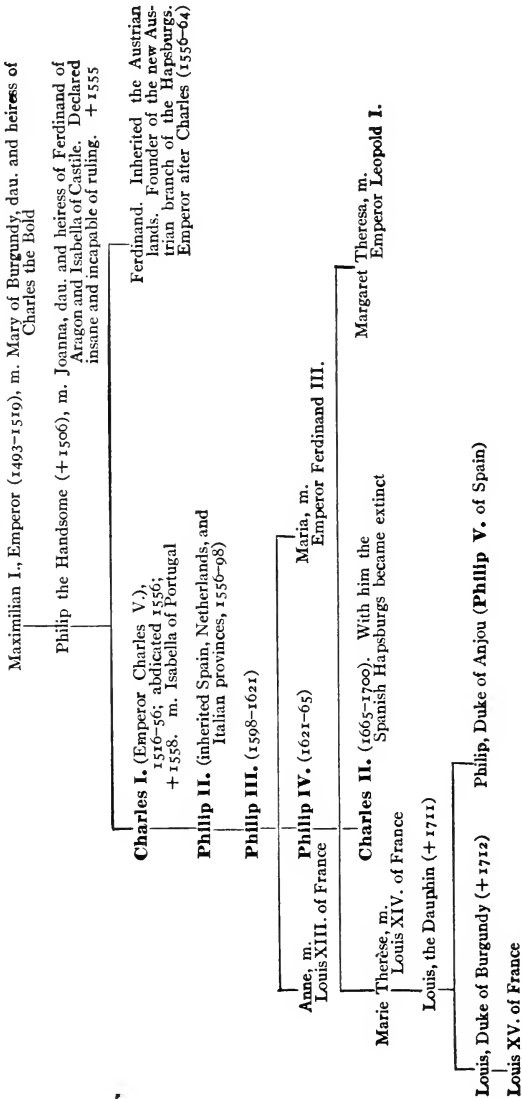 Maximilian I., Emperor (1493–1519), m. Mary of Burgundy, dau. and heiress of
Charles the Bold
Philip the Handsome (+1506), m. Joanna, dau. and heiress of Ferdinand of
Aragon and Isabella of Castile. Declared
insane and incapable of ruling. +1555
Charles I. (Emperor Charles V.),
1516–56; abdicated 1556;
+1558. m. Isabella of Portugal
Ferdinand. Inherited the Austrian
lands. Founder of the new Aus-
trian branch of the Hapsburgs.
Emperor after Charles (1556–64)
Philip II. (inherited Spain, Netherlands, and
Italian provinces, 1556–98)
Philip III. (1598–1621)
Anne, m.
Louis XIII. of France
Philip IV. (1621–65)
Maria, m.
Emperor Ferdinand III.
Marie Therèse, m.
Louis XIV. of France
Charles II. (1665–1700). With him the
Spanish Hapsburgs became extinct
Margaret Theresa, m.
Emperor Leopold I.
Louis, the Dauphin (+1711)
Louis, Duke of Burgundy (+1712)
Philip, Duke of Anjou (Philip V. of Spain)
Louis XV. of France